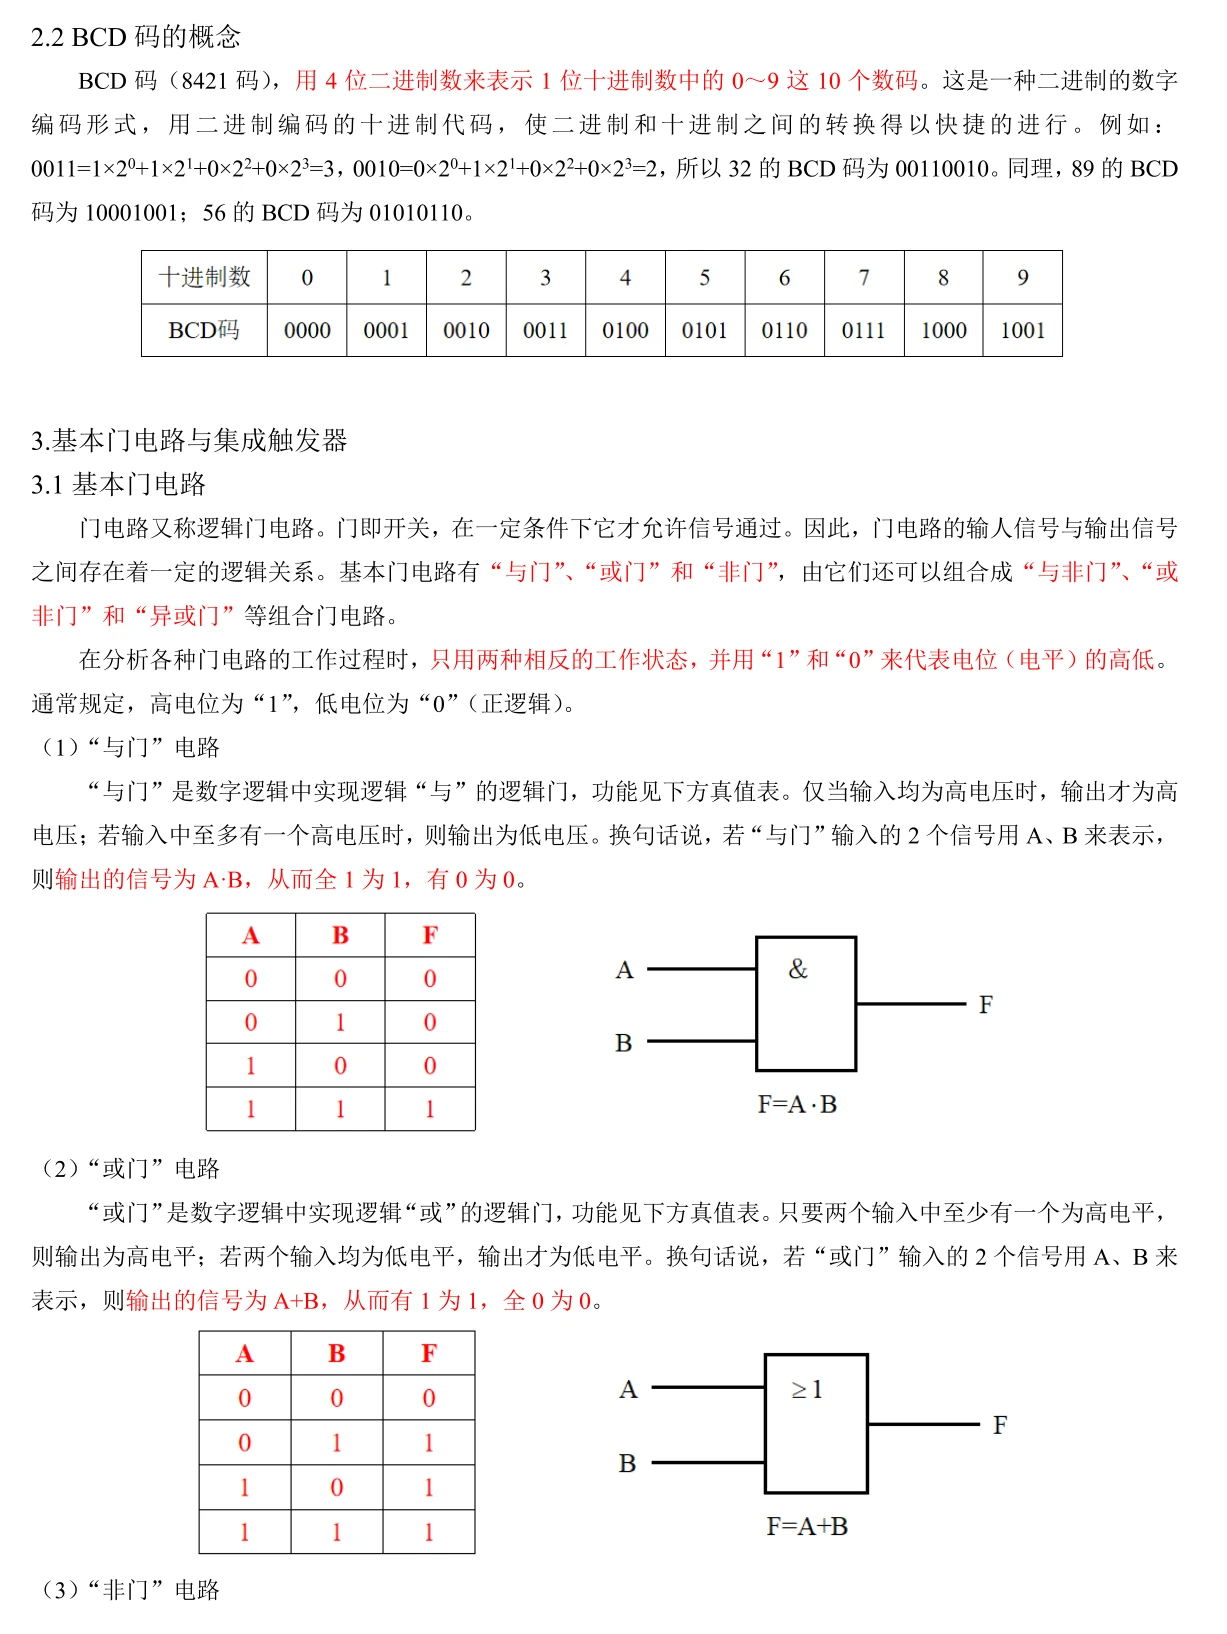 2.2 BCD 码的概念
BCD 码（8421 码），用 4 位二进制数来表示 1 位十进制数中的 0～9 这 10 个数码。这是一种二进制的数字
编码形式，用二进制编码的十进制代码，使二进制和十进制之间的转换得以快捷的进行。例如：
0011=1×2⁰+1×2¹+0×2²+0×2³=3，0010=0×2⁰+1×2¹+0×2²+0×2³=2，所以 32 的 BCD 码为 00110010。同理，89 的 BCD
码为 10001001；56 的 BCD 码为 01010110。
十进制数 0 1 2 3 4 5 6 7 8 9
BCD码 0000 0001 0010 0011 0100 0101 0110 0111 1000 1001
3.基本门电路与集成触发器
3.1 基本门电路
门电路又称逻辑门电路。门即开关，在一定条件下它才允许信号通过。因此，门电路的输人信号与输出信号
之间存在着一定的逻辑关系。基本门电路有“与门”、“或门”和“非门”，由它们还可以组合成“与非门”、“或
非门”和“异或门”等组合门电路。
在分析各种门电路的工作过程时，只用两种相反的工作状态，并用“1”和“0”来代表电位（电平）的高低。
通常规定，高电位为“1”，低电位为“0”（正逻辑）。
（1）“与门”电路
“与门”是数字逻辑中实现逻辑“与”的逻辑门，功能见下方真值表。仅当输入均为高电压时，输出才为高
电压；若输入中至多有一个高电压时，则输出为低电压。换句话说，若“与门”输入的 2 个信号用 A、B 来表示，
则输出的信号为 A·B，从而全 1 为 1，有 0 为 0。
A B F
0 0 0
0 1 0
1 0 0
1 1 1
A
&
B
F
F=A·B
（2）“或门”电路
“或门”是数字逻辑中实现逻辑“或”的逻辑门，功能见下方真值表。只要两个输入中至少有一个为高电平，
则输出为高电平；若两个输入均为低电平，输出才为低电平。换句话说，若“或门”输入的 2 个信号用 A、B 来
表示，则输出的信号为 A+B，从而有 1 为 1，全 0 为 0。
A B F
0 0 0
0 1 1
1 0 1
1 1 1
A
≥1
B
F
F=A+B
（3）“非门”电路